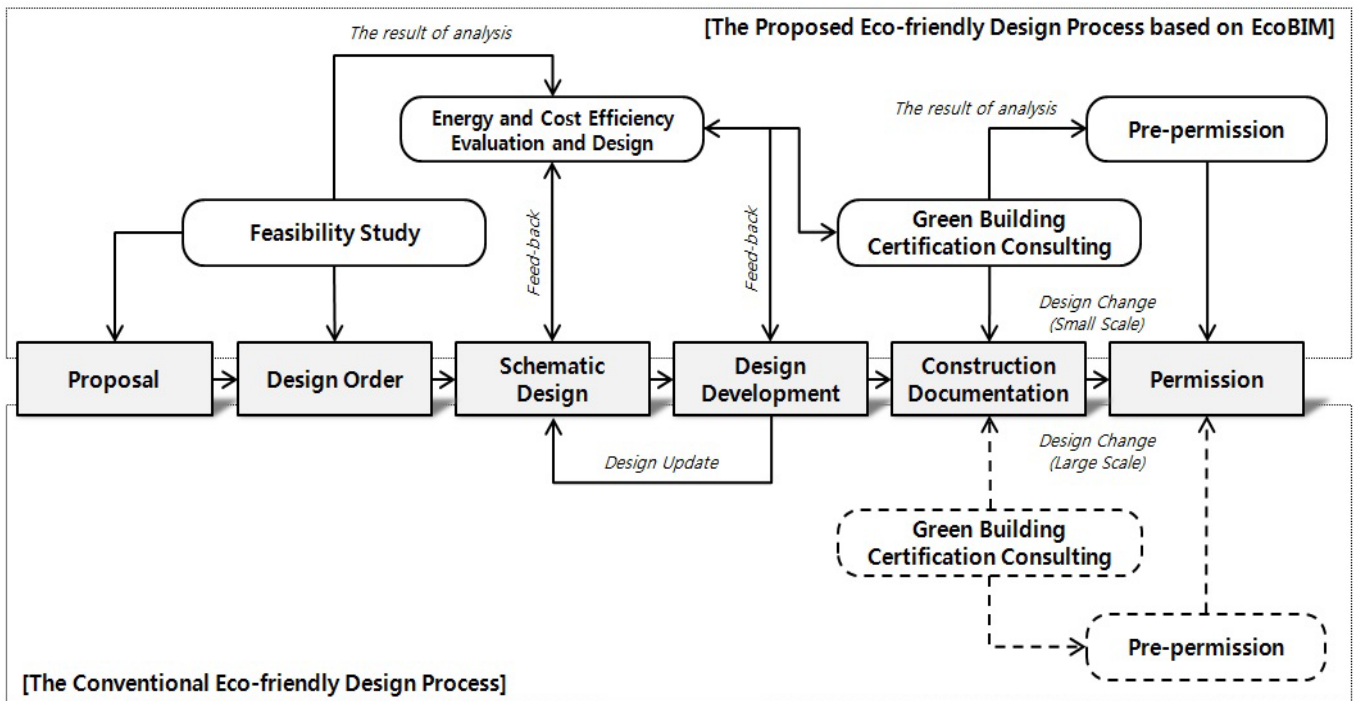 [The Proposed Eco-friendly Design Process based on EcoBIM]
The result of analysis
Energy and Cost Efficiency
Evaluation and Design
The result of analysis
Pre-permission
Feasibility Study
Feed-back
Feed-back
Green Building
Certification Consulting
Design Change
(Small Scale)
Proposal
Design Order
Schematic
Design
Design
Development
Construction
Documentation
Permission
Design Update
Design Change
(Large Scale)
Green Building
Certification Consulting
Pre-permission
[The Conventional Eco-friendly Design Process]